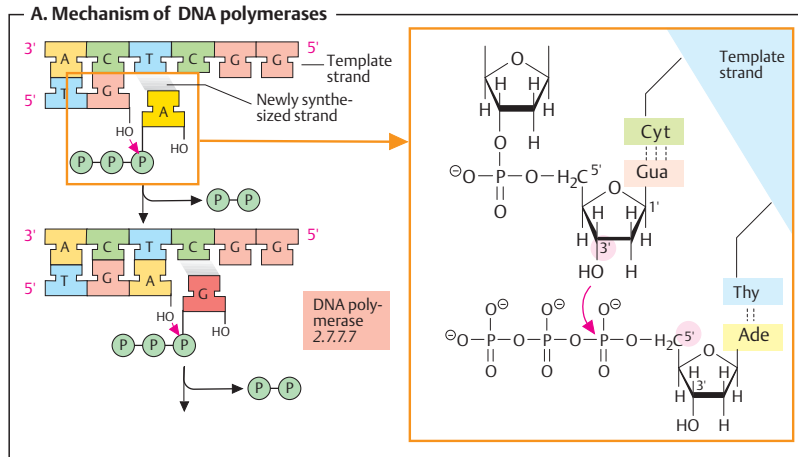 A. Mechanism of DNA polymerases
3' A C T C G G 5'
Template
strand
5' T G
Newly synthe-
sized strand
HO A
HO
P P P
P P
3' A C T C G G 5'
5' T G A
G
HO
HO
DNA poly-
merase
2.7.7.7
P P P
P P
Template
strand
O
H H
H H
O H
Cyt
Gua
⊖O—P—O—H₂C 5'
O
O
1'
H H
H H
3'
HO H
Thy
Ade
O⊖ O⊖ O⊖
⊖O—P—O—P—O—P—O—H₂C 5'
O O O
O
H H
H 3' H
HO H